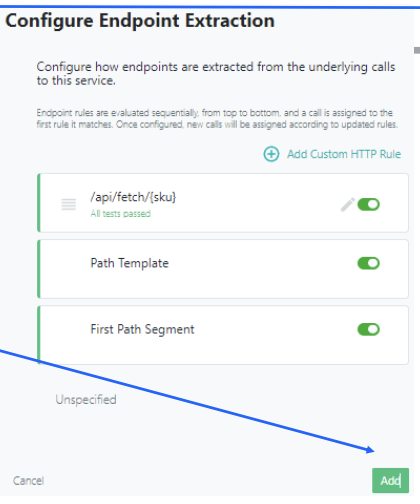 Configure Endpoint Extraction
Configure how endpoints are extracted from the underlying calls
to this service.
Endpoint rules are evaluated sequentially, from top to bottom, and a call is assigned to the
first rule it matches. Once configured, new calls will be assigned according to updated rules.
Add Custom HTTP Rule
/api/fetch/{sku}
All tests passed
Path Template
First Path Segment
Unspecified
Cancel
Add